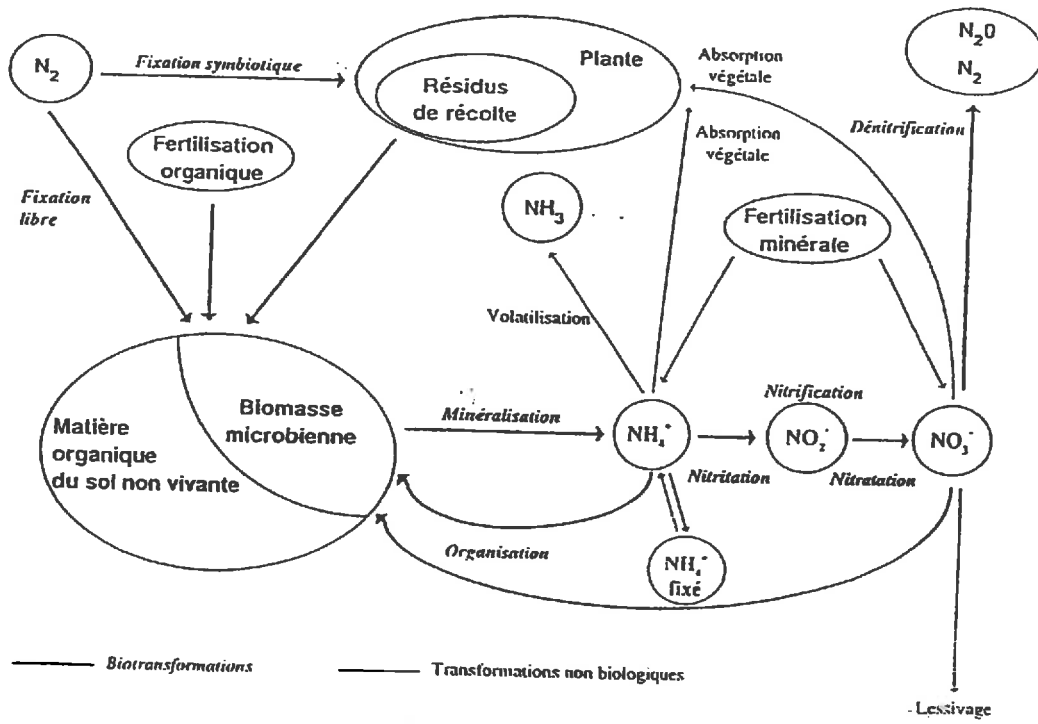 N₂
Fixation symbiotique
Plante
Résidus
de récolte
Absorption
végétale
N₂O
N₂
Fertilisation
organique
Absorption
végétale
Dénitrification
Fixation
libre
NH₃
Fertilisation
minérale
Volatilisation
Matière
organique
du sol non vivante
Biomasse
microbienne
Minéralisation
NH₄⁺
Nitrification
NO₂⁻
NO₃⁻
Nitritation
Nitratation
Organisation
NH₄⁺
fixé
Biotransformations
Transformations non biologiques
Lessivage